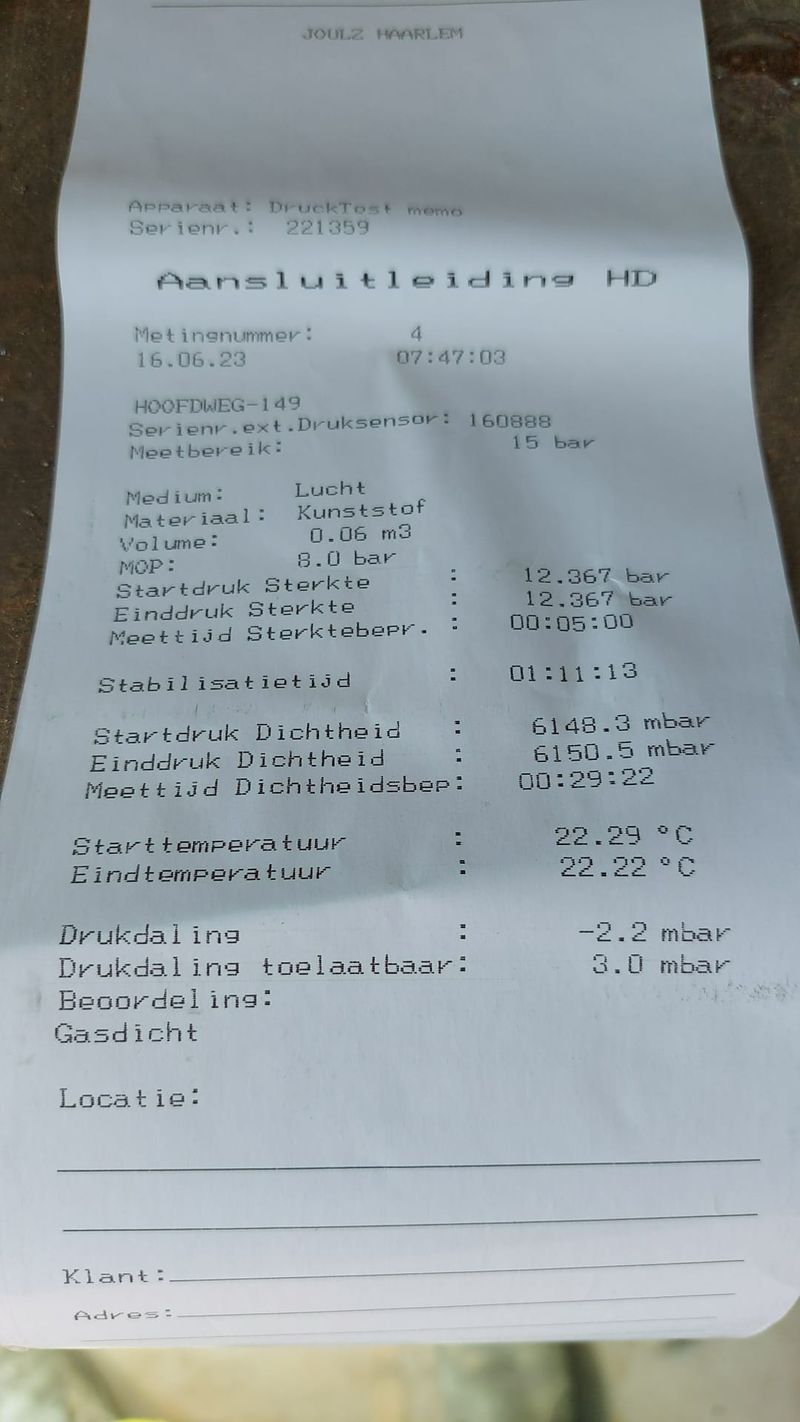 JOULZ HAARLEM
Apparaat: DruckTest memo
Serienr.: 221359
Aansluitleiding HD
Metingnummer: 4
16.06.23 07:47:03
HOOFDWEG-149
Serienr.ext.Druksensor: 160888
Meetbereik: 15 bar
Medium: Lucht
Materiaal: Kunststof
Volume: 0.06 m3
MOP: 8.0 bar
Startdruk Sterkte : 12.367 bar
Einddruk Sterkte : 12.367 bar
Meettijd Sterktebepr. : 00:05:00
Stabilisatietijd : 01:11:13
Startdruk Dichtheid : 6148.3 mbar
Einddruk Dichtheid : 6150.5 mbar
Meettijd Dichtheidsbep: 00:29:22
Starttemperatuur : 22.29 °C
Eindtemperatuur : 22.22 °C
Drukdaling : -2.2 mbar
Drukdaling toelaatbaar: 3.0 mbar
Beoordeling:
Gasdicht
Locatie:
Klant:
Adres: